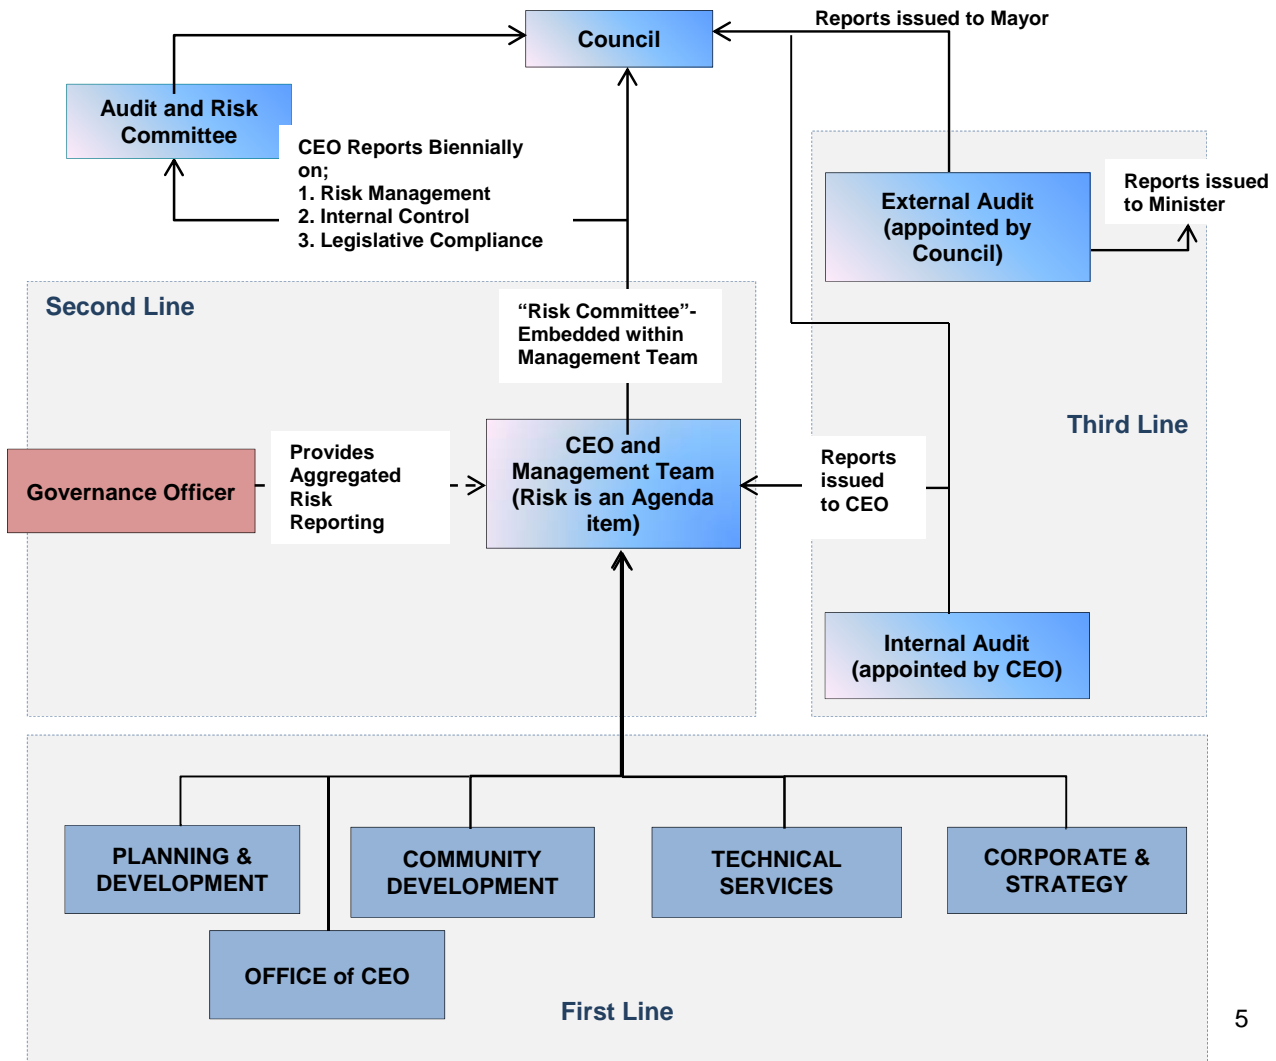 Reports issued to Mayor
Council
Audit and Risk
Committee
CEO Reports Biennially
on;
1. Risk Management
2. Internal Control
3. Legislative Compliance
External Audit
(appointed by
Council)
Reports issued
to Minister
Second Line
“Risk Committee”-
Embedded within
Management Team
Third Line
Governance Officer
Provides
Aggregated
Risk
Reporting
CEO and
Management Team
(Risk is an Agenda
item)
Reports
issued
to CEO
Internal Audit
(appointed by CEO)
PLANNING &
DEVELOPMENT
COMMUNITY
DEVELOPMENT
TECHNICAL
SERVICES
CORPORATE &
STRATEGY
OFFICE of CEO
First Line
5